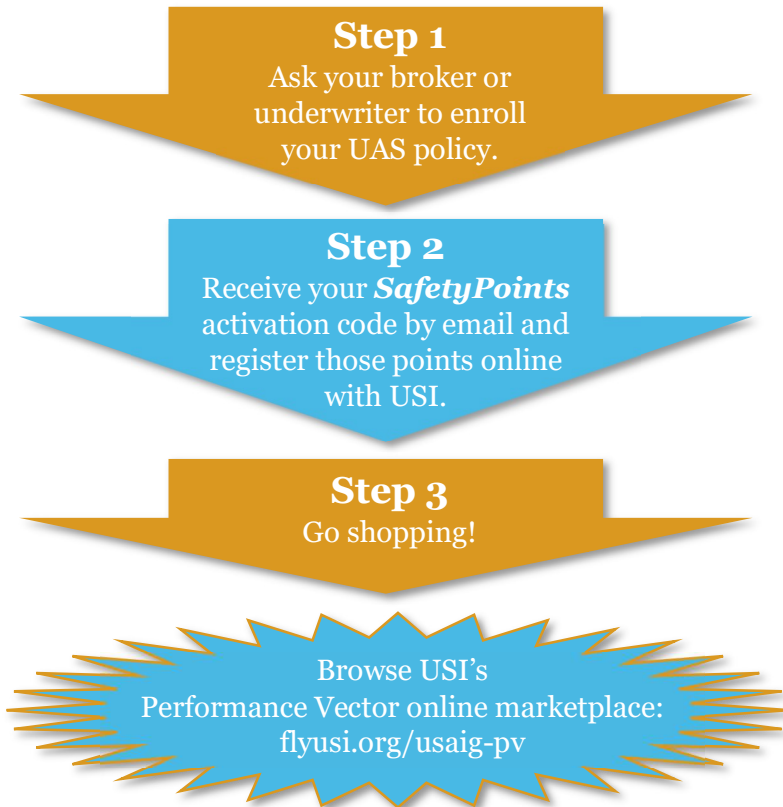 Step 1
Ask your broker or
underwriter to enroll
your UAS policy.
Step 2
Receive your SafetyPoints
activation code by email and
register those points online
with USI.
Step 3
Go shopping!
Browse USI’s
Performance Vector online marketplace:
flyusi.org/usaig-pv